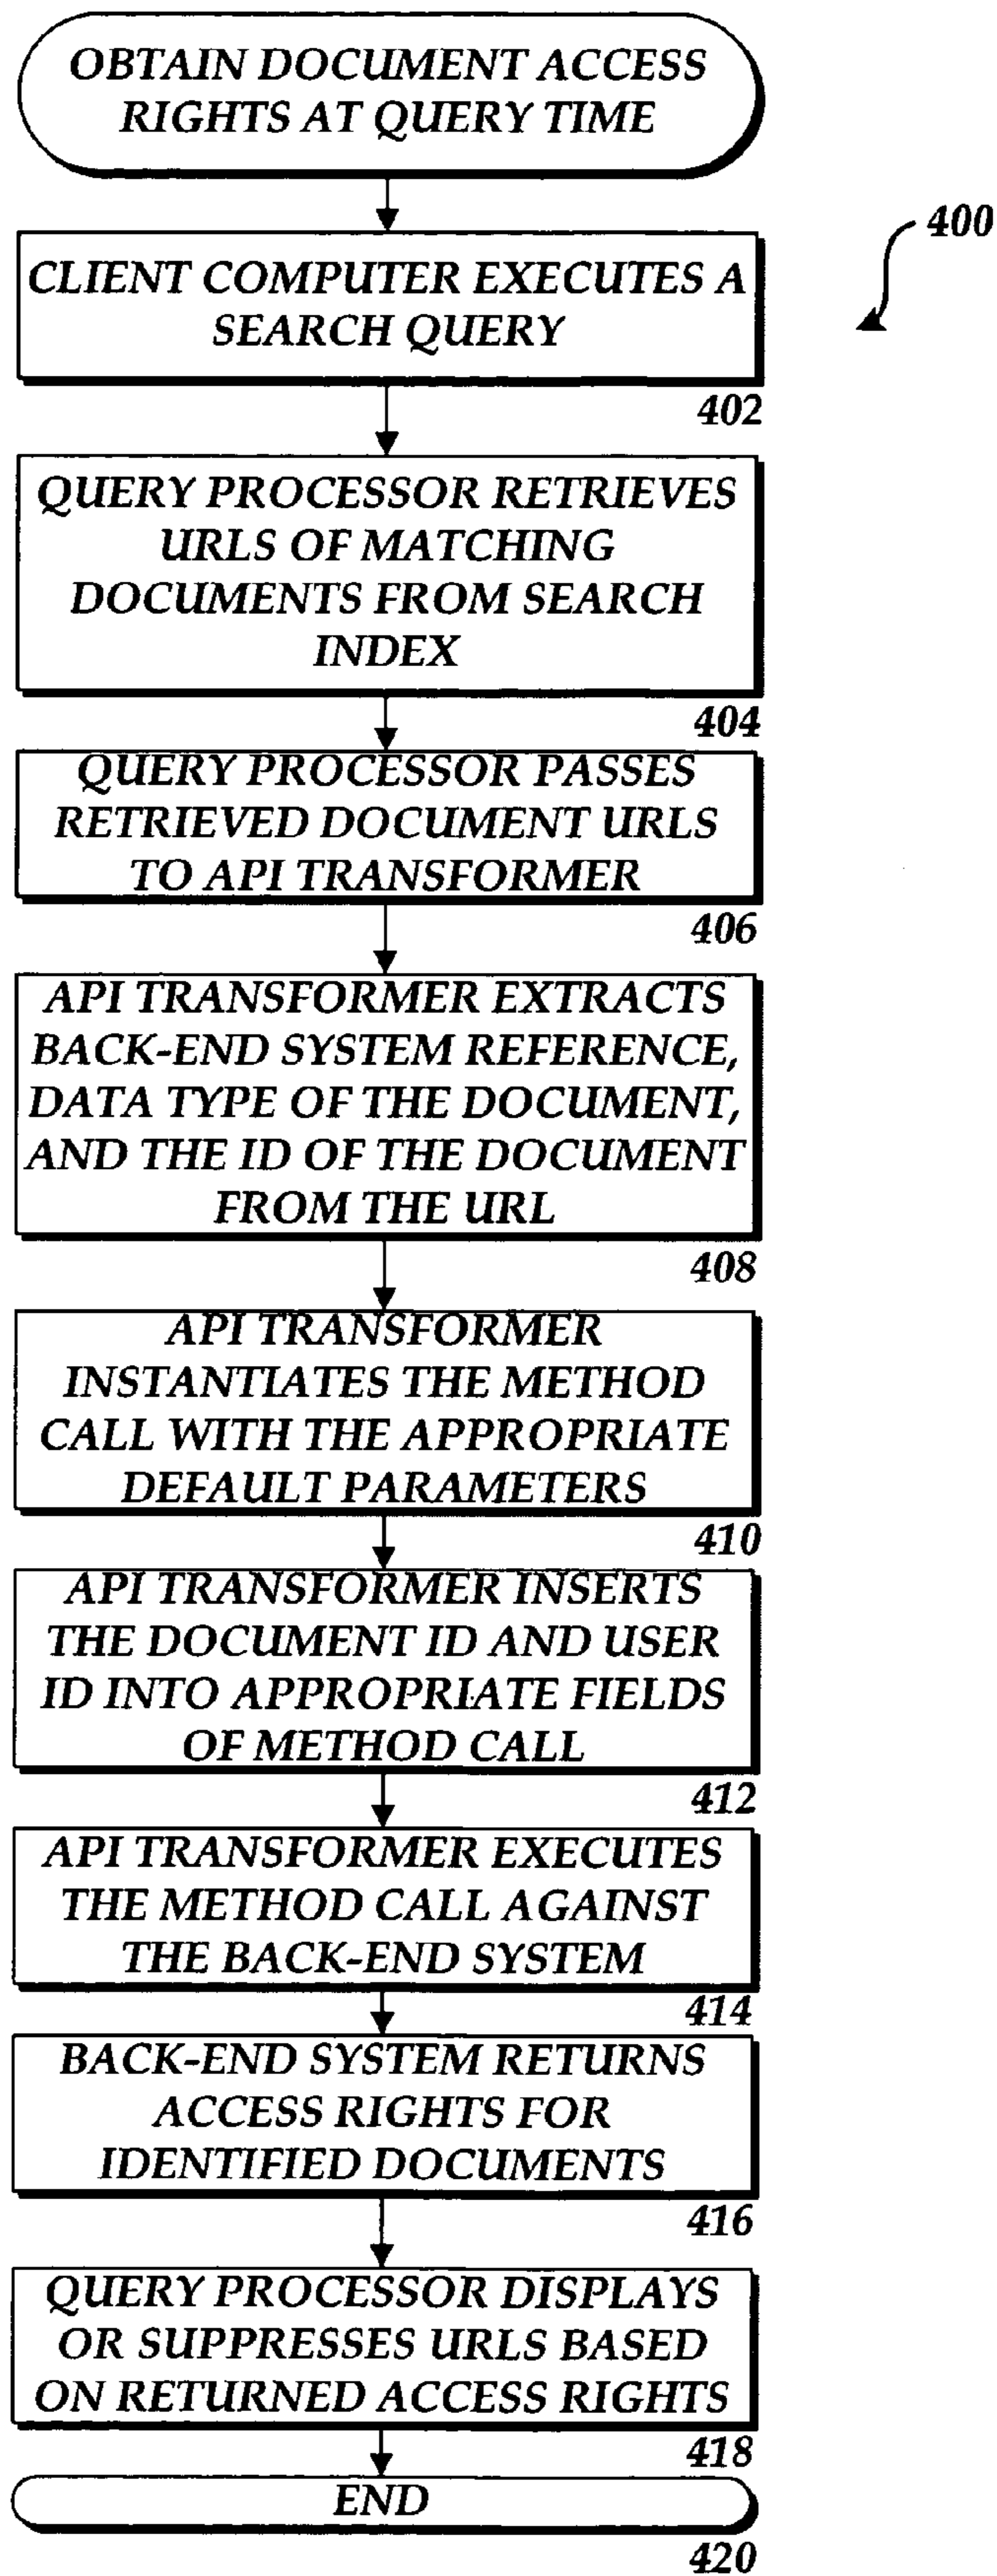 OBTAIN DOCUMENT ACCESS
RIGHTS AT QUERY TIME
400
CLIENT COMPUTER EXECUTES A
SEARCH QUERY
402
QUERY PROCESSOR RETRIEVES
URLS OF MATCHING
DOCUMENTS FROM SEARCH
INDEX
404
QUERY PROCESSOR PASSES
RETRIEVED DOCUMENT URLS
TO API TRANSFORMER
406
API TRANSFORMER EXTRACTS
BACK-END SYSTEM REFERENCE,
DATA TYPE OF THE DOCUMENT,
AND THE ID OF THE DOCUMENT
FROM THE URL
408
API TRANSFORMER
INSTANTIATES THE METHOD
CALL WITH THE APPROPRIATE
DEFAULT PARAMETERS
410
API TRANSFORMER INSERTS
THE DOCUMENT ID AND USER
ID INTO APPROPRIATE FIELDS
OF METHOD CALL
412
API TRANSFORMER EXECUTES
THE METHOD CALL AGAINST
THE BACK-END SYSTEM
414
BACK-END SYSTEM RETURNS
ACCESS RIGHTS FOR
IDENTIFIED DOCUMENTS
416
QUERY PROCESSOR DISPLAYS
OR SUPPRESSES URLS BASED
ON RETURNED ACCESS RIGHTS
418
END
420